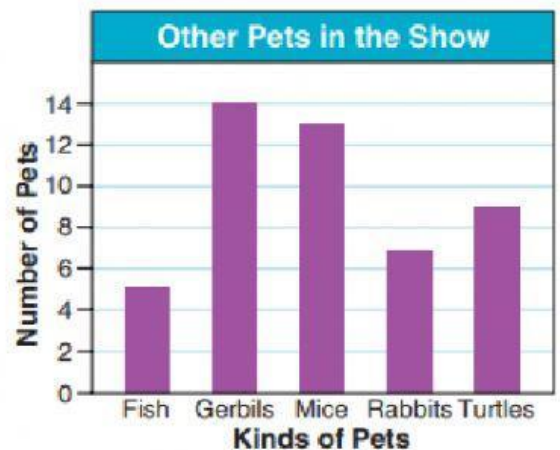 Other Pets in the Show
Number of Pets
14
12
10
8
6
4
2
0
Fish Gerbils Mice Rabbits Turtles
Kinds of Pets